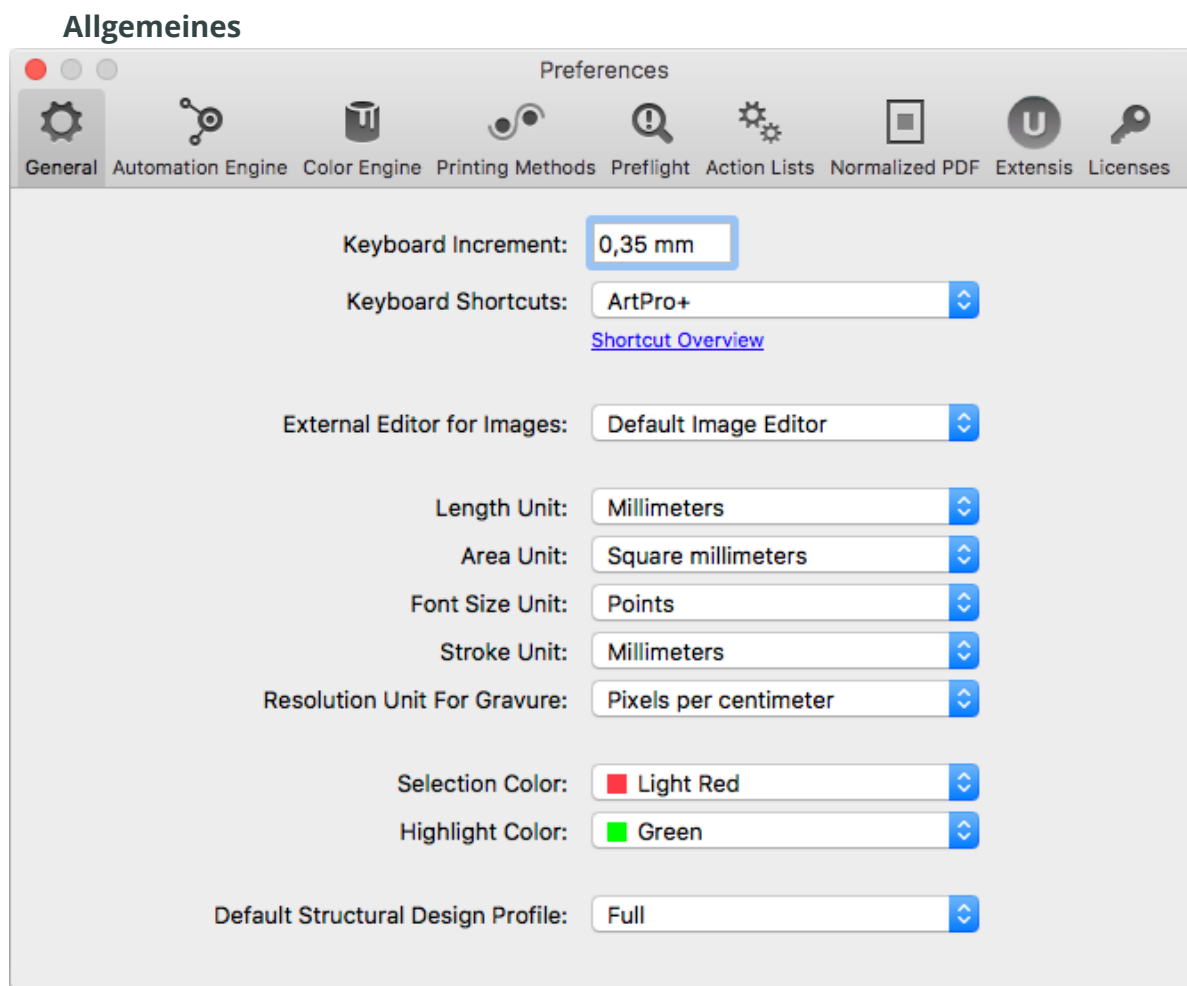 Allgemeines
Preferences
General Automation Engine Color Engine Printing Methods Preflight Action Lists Normalized PDF Extensis Licenses
Keyboard Increment: 0,35 mm
Keyboard Shortcuts: ArtPro+
Shortcut Overview
External Editor for Images: Default Image Editor
Length Unit: Millimeters
Area Unit: Square millimeters
Font Size Unit: Points
Stroke Unit: Millimeters
Resolution Unit For Gravure: Pixels per centimeter
Selection Color: Light Red
Highlight Color: Green
Default Structural Design Profile: Full